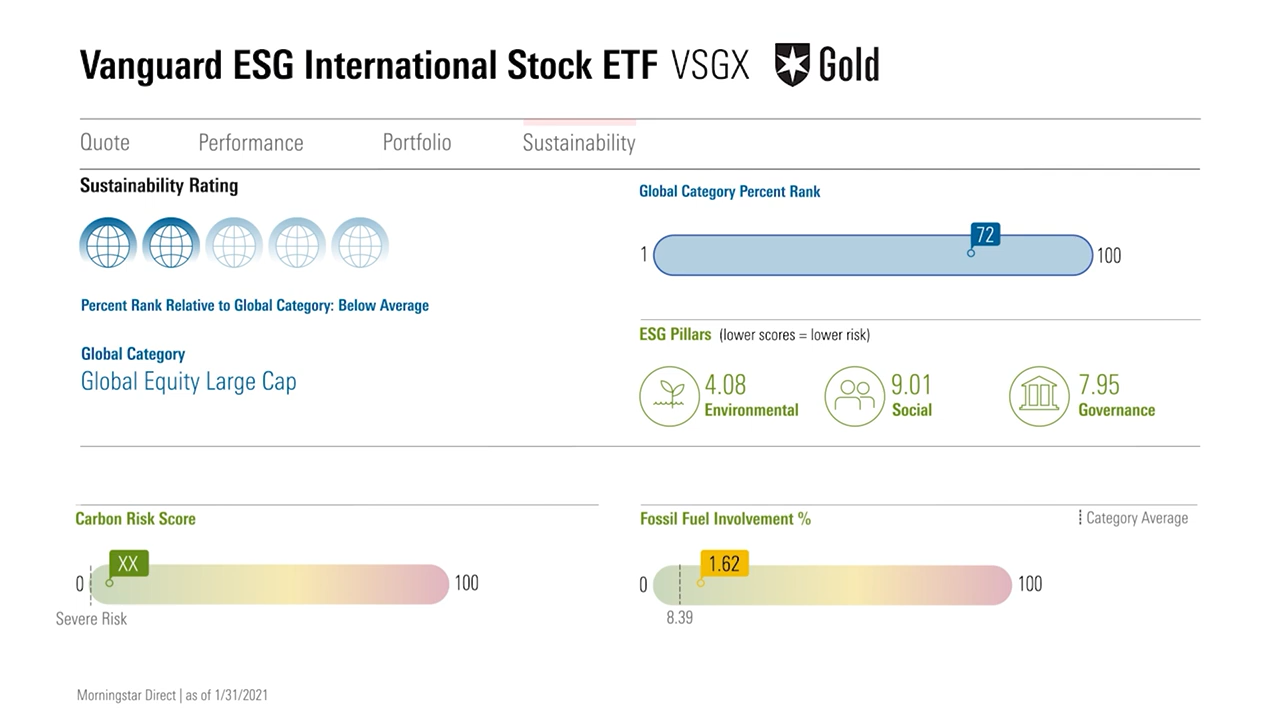 Vanguard ESG International Stock ETF VSGX Gold
Quote Performance Portfolio Sustainability
Sustainability Rating
Percent Rank Relative to Global Category: Below Average
Global Category
Global Equity Large Cap
Global Category Percent Rank
72
1 100
ESG Pillars (lower scores = lower risk)
4.08 9.01 7.95
Environmental Social Governance
Carbon Risk Score
XX
0 100
Severe Risk
Fossil Fuel Involvement % Category Average
1.62
0 100
8.39
Morningstar Direct | as of 1/31/2021